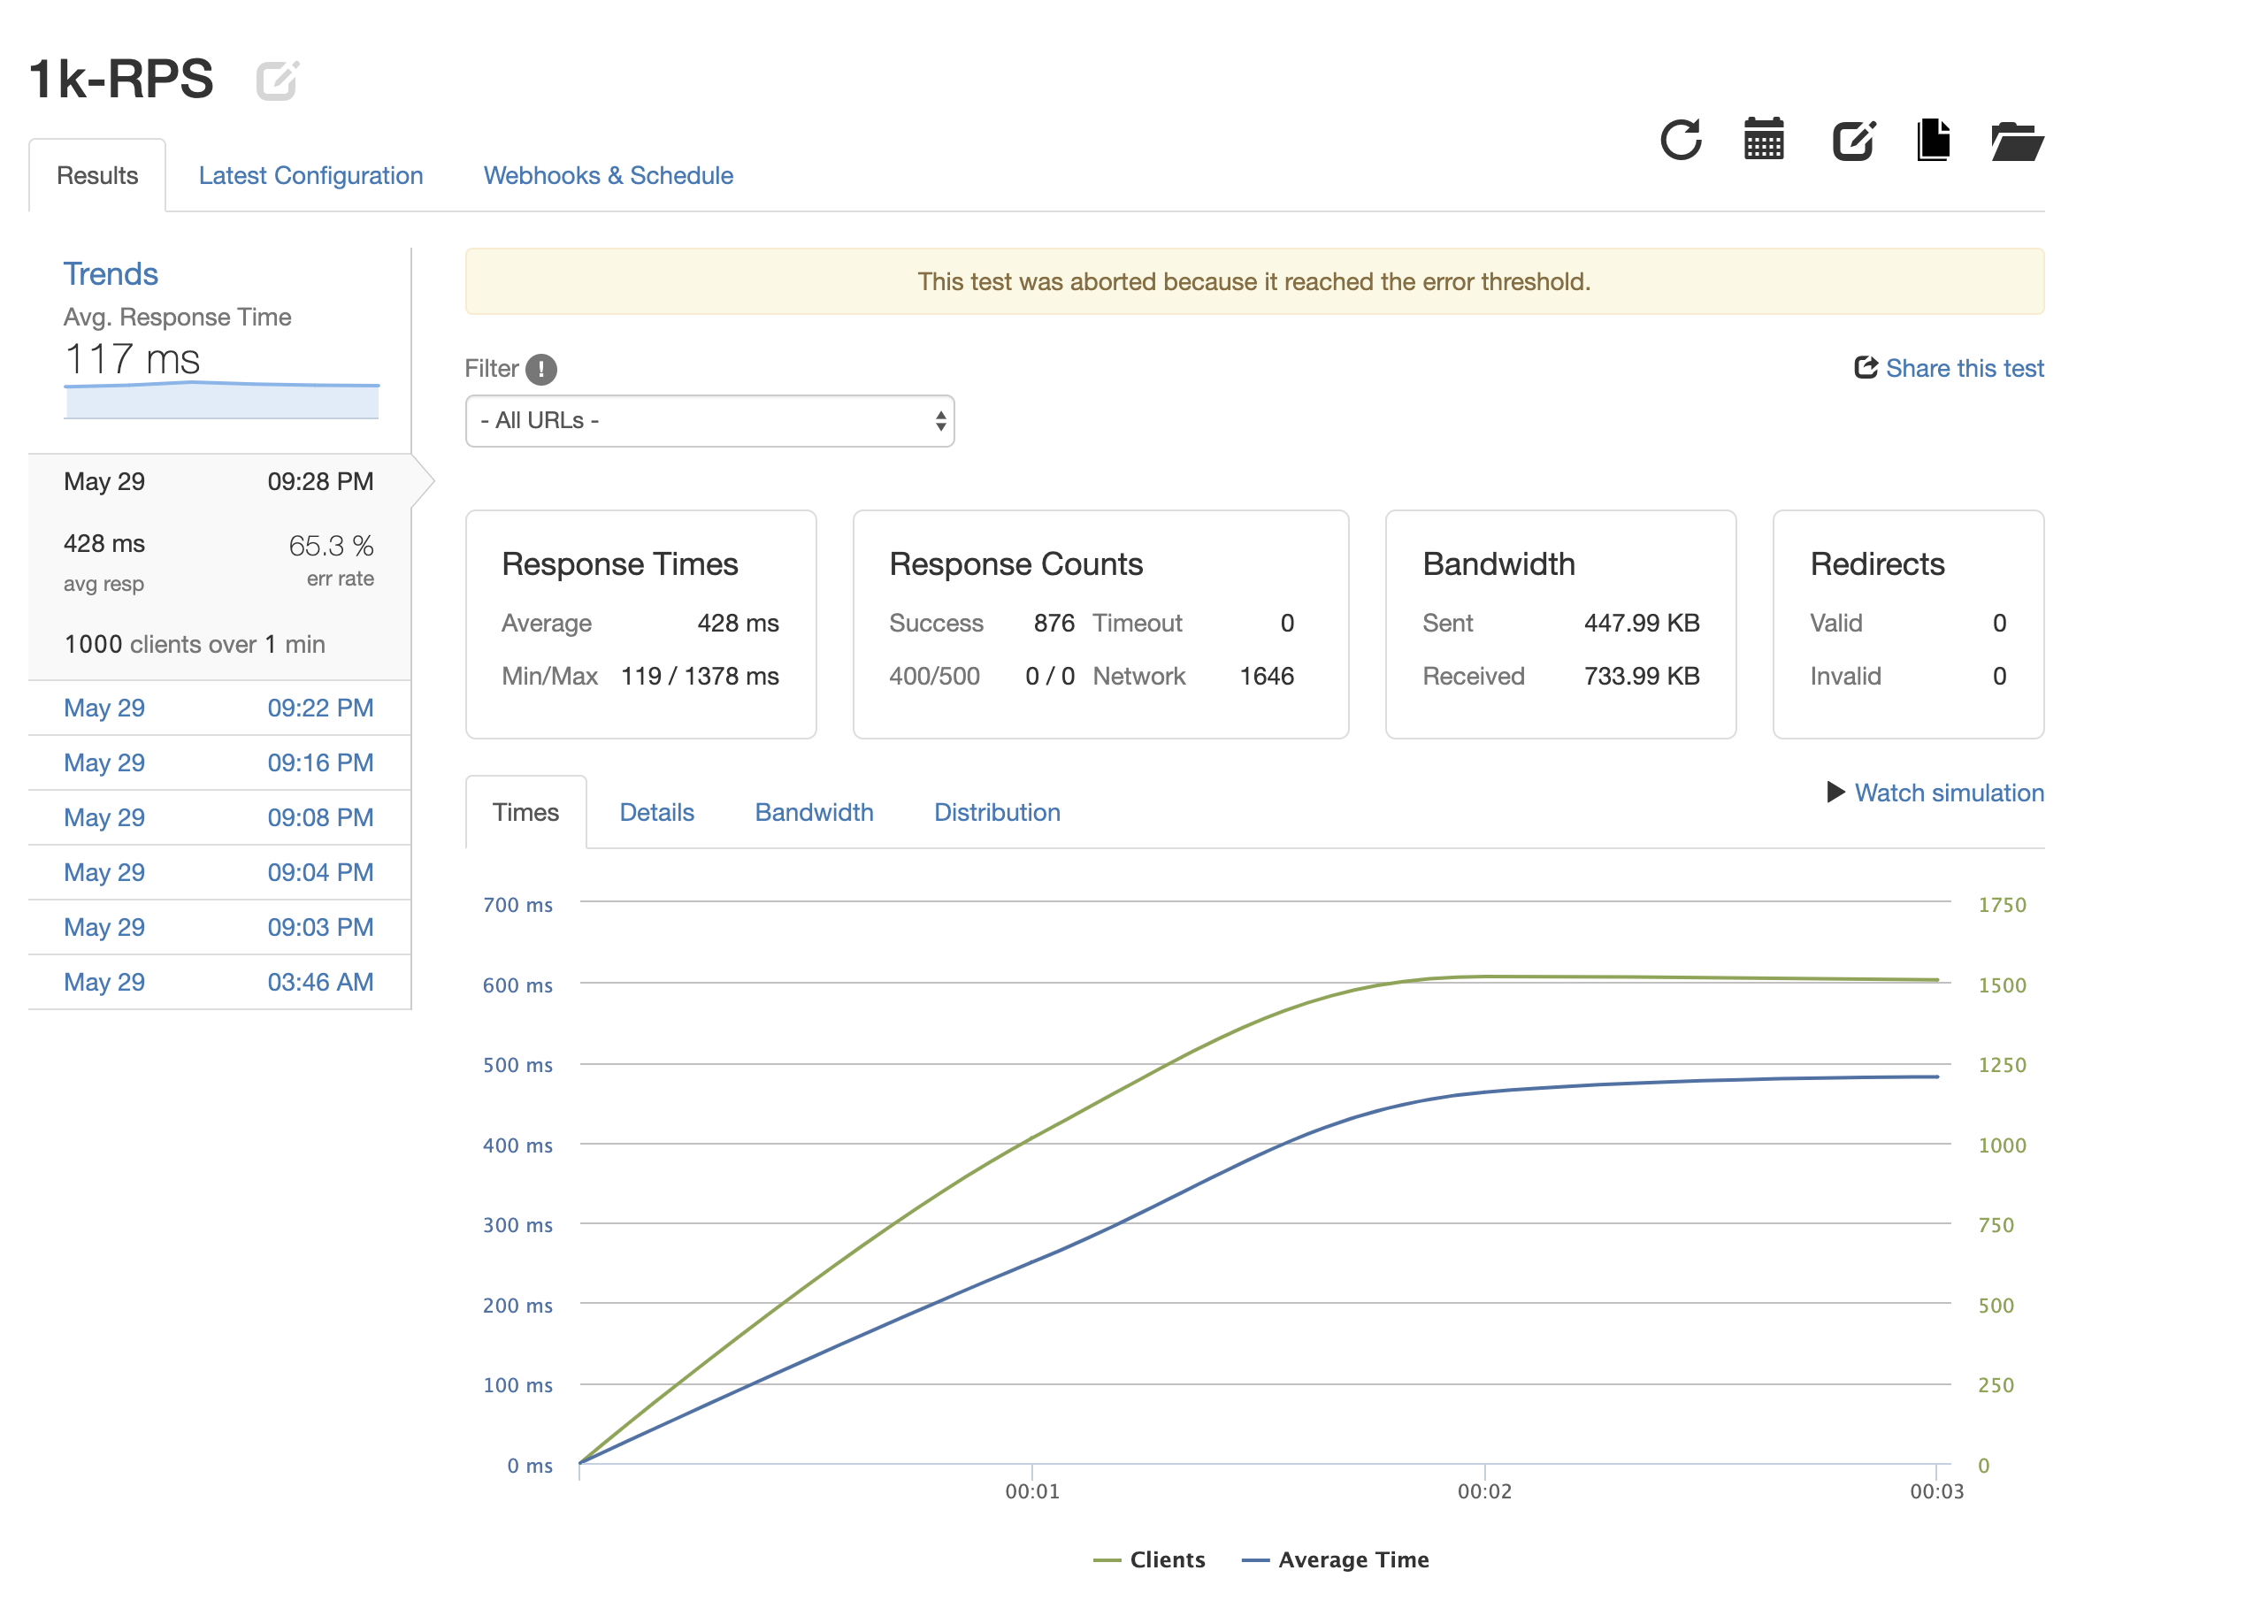 1k-RPS
Results Latest Configuration Webhooks & Schedule
Trends
Avg. Response Time
117 ms
May 29 09:28 PM
428 ms 65.3 %
avg resp err rate
1000 clients over 1 min
May 29 09:22 PM
May 29 09:16 PM
May 29 09:08 PM
May 29 09:04 PM
May 29 09:03 PM
May 29 03:46 AM
This test was aborted because it reached the error threshold.
Filter ! Share this test
- All URLs -
Response Times
Average 428 ms
Min/Max 119 / 1378 ms
Response Counts
Success 876 Timeout 0
400/500 0 / 0 Network 1646
Bandwidth
Sent 447.99 KB
Received 733.99 KB
Redirects
Valid 0
Invalid 0
Times Details Bandwidth Distribution Watch simulation
700 ms 1750
600 ms 1500
500 ms 1250
400 ms 1000
300 ms 750
200 ms 500
100 ms 250
0 ms 0
00:01 00:02 00:03
Clients Average Time